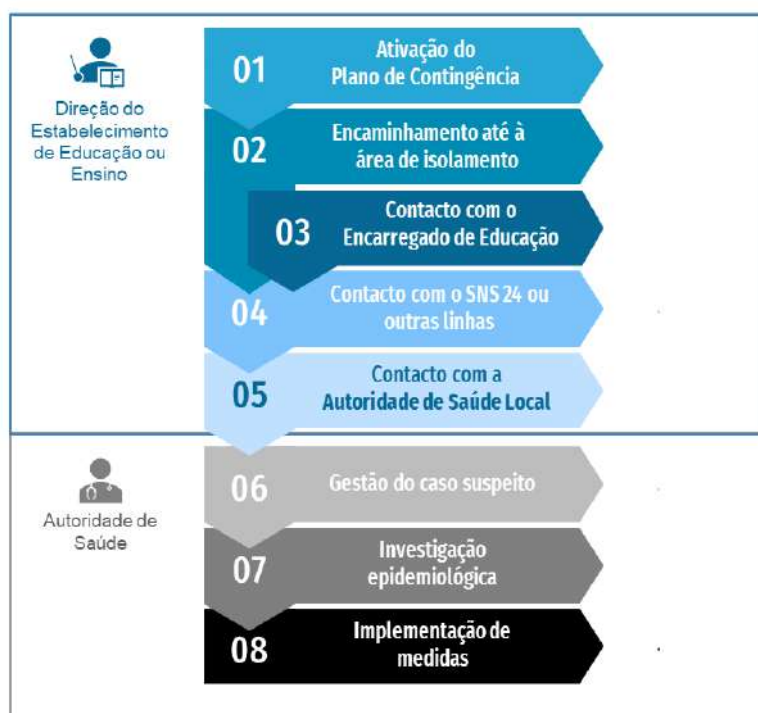 Direção do
Estabelecimento
de Educação ou
Ensino
01
Ativação do
Plano de Contingência
02
Encaminhamento até à
área de isolamento
03
Contacto com o
Encarregado de Educação
04
Contacto com o SNS 24 ou
outras linhas
05
Contacto com a
Autoridade de Saúde Local
Autoridade de
Saúde
06
Gestão do caso suspeito
07
Investigação
epidemiológica
08
Implementação de
medidas